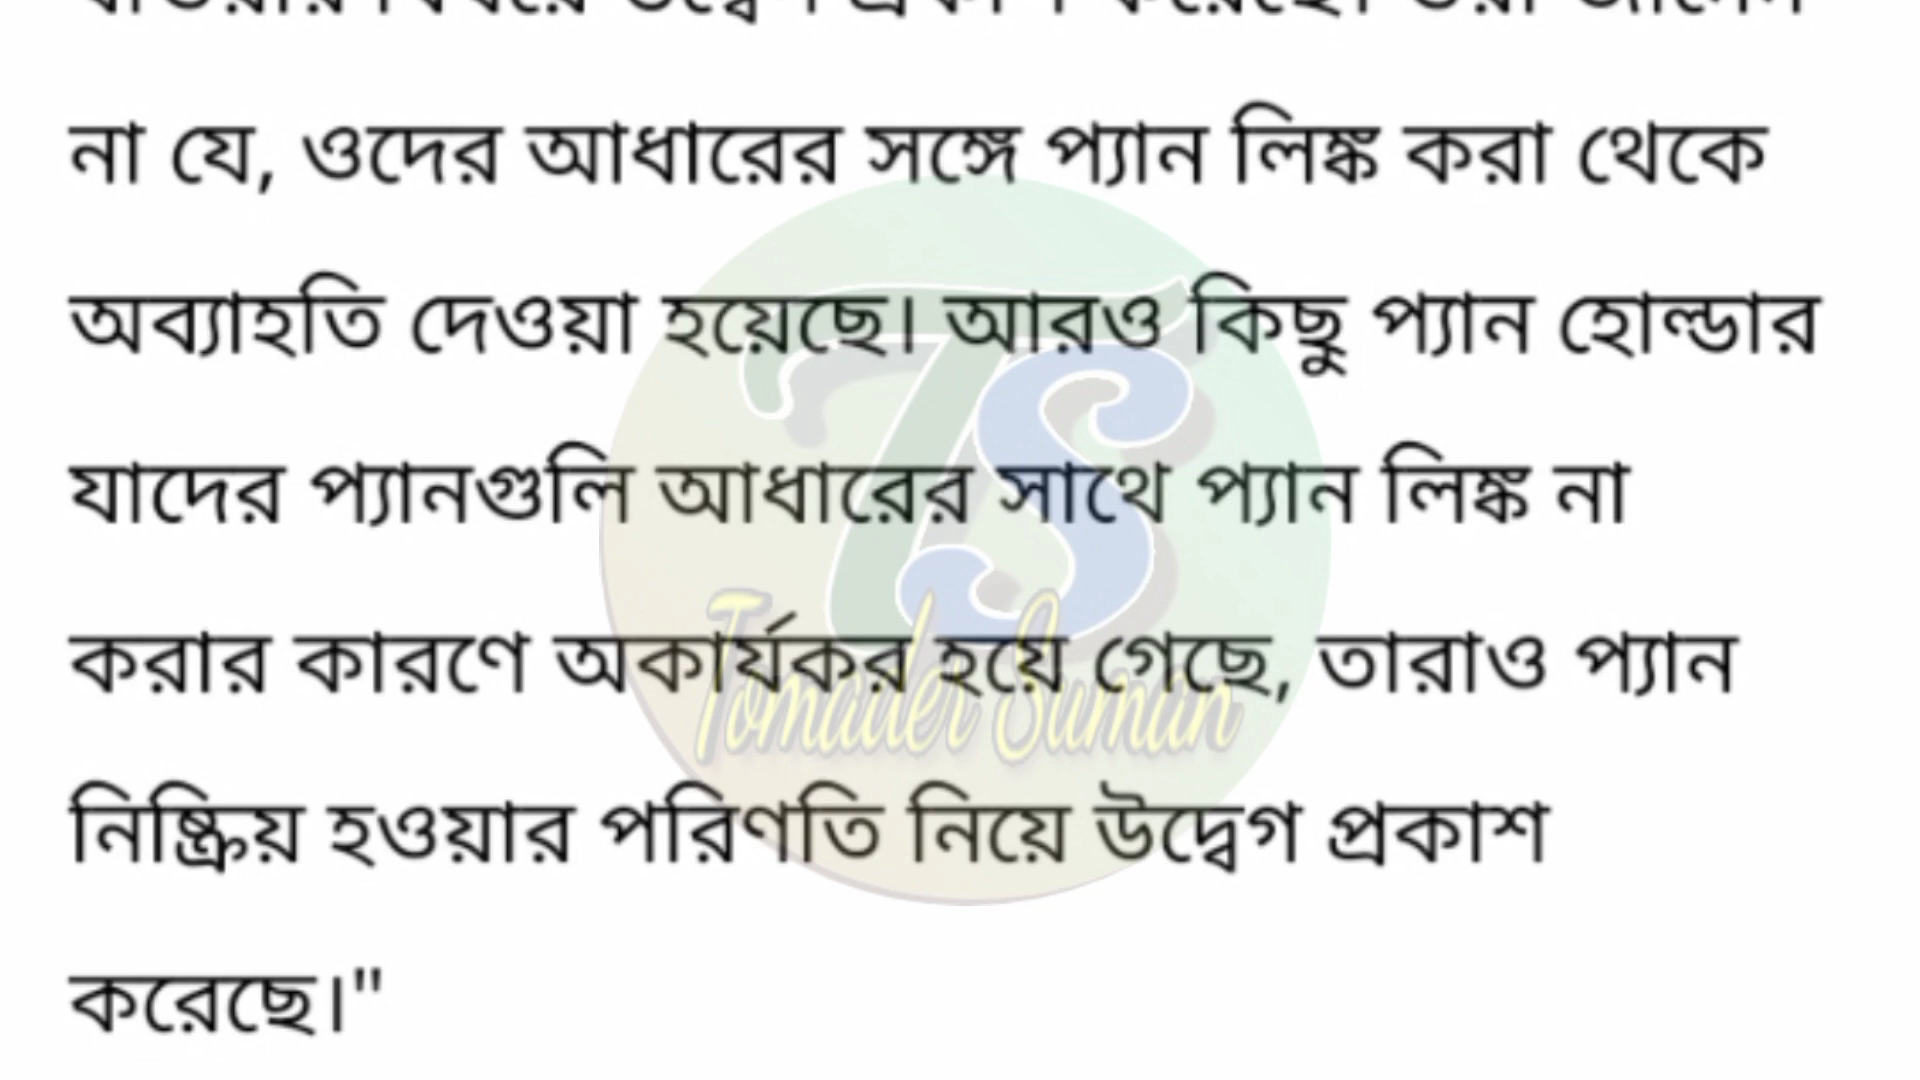 না যে, ওদের আধারের সঙ্গে প্যান লিঙ্ক করা থেকে
অব্যাহতি দেওয়া হয়েছে। আরও কিছু প্যান হোল্ডার
যাদের প্যানগুলি আধারের সাথে প্যান লিঙ্ক না
করার কারণে অকার্যকর হয়ে গেছে, তারাও প্যান
নিষ্ক্রিয় হওয়ার পরিণতি নিয়ে উদ্বেগ প্রকাশ
করেছে।"
TS
Tomader Suman